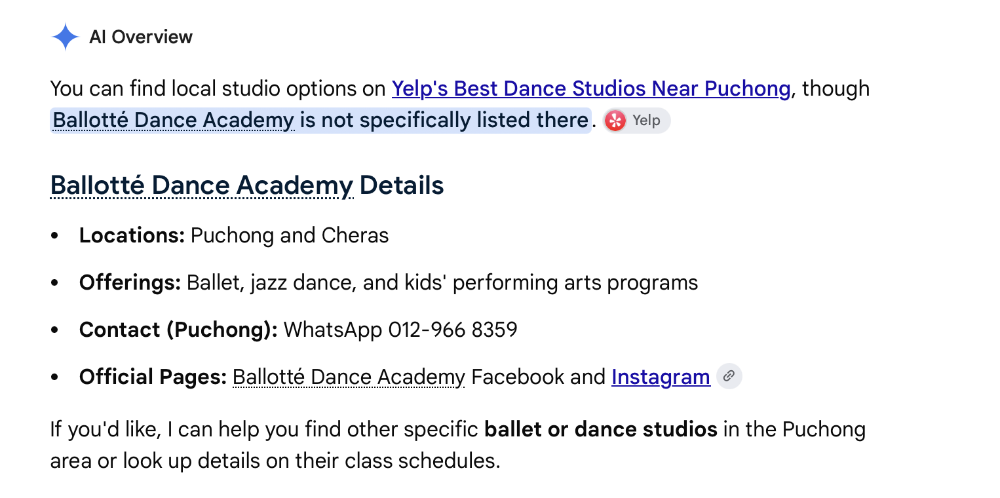 AI Overview
You can find local studio options on Yelp's Best Dance Studios Near Puchong, though
Ballotté Dance Academy is not specifically listed there. Yelp
Ballotté Dance Academy Details
• Locations: Puchong and Cheras
• Offerings: Ballet, jazz dance, and kids' performing arts programs
• Contact (Puchong): WhatsApp 012-966 8359
• Official Pages: Ballotté Dance Academy Facebook and Instagram
If you'd like, I can help you find other specific ballet or dance studios in the Puchong
area or look up details on their class schedules.